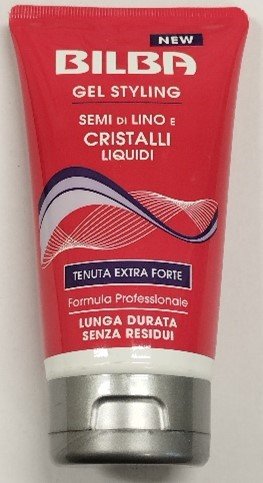 NEW
BILBA
GEL STYLING
SEMI DI LINO E
CRISTALLI
LIQUIDI
TENUTA EXTRA FORTE
Formula Professionale
LUNGA DURATA
SENZA RESIDUI